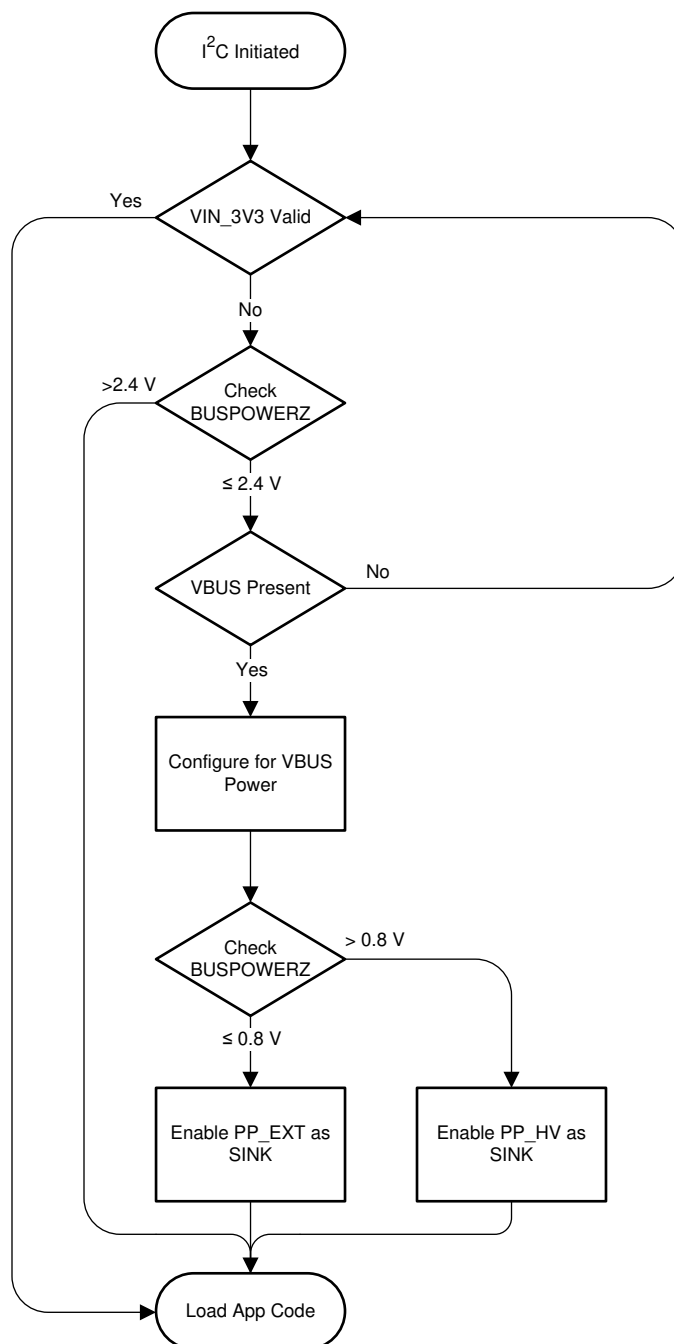 I²C Initiated
Yes
VIN_3V3 Valid
No
>2.4 V
Check
BUSPOWERZ
≤ 2.4 V
VBUS Present
No
Yes
Configure for VBUS
Power
Check
BUSPOWERZ
> 0.8 V
≤ 0.8 V
Enable PP_EXT as
SINK
Enable PP_HV as
SINK
Load App Code